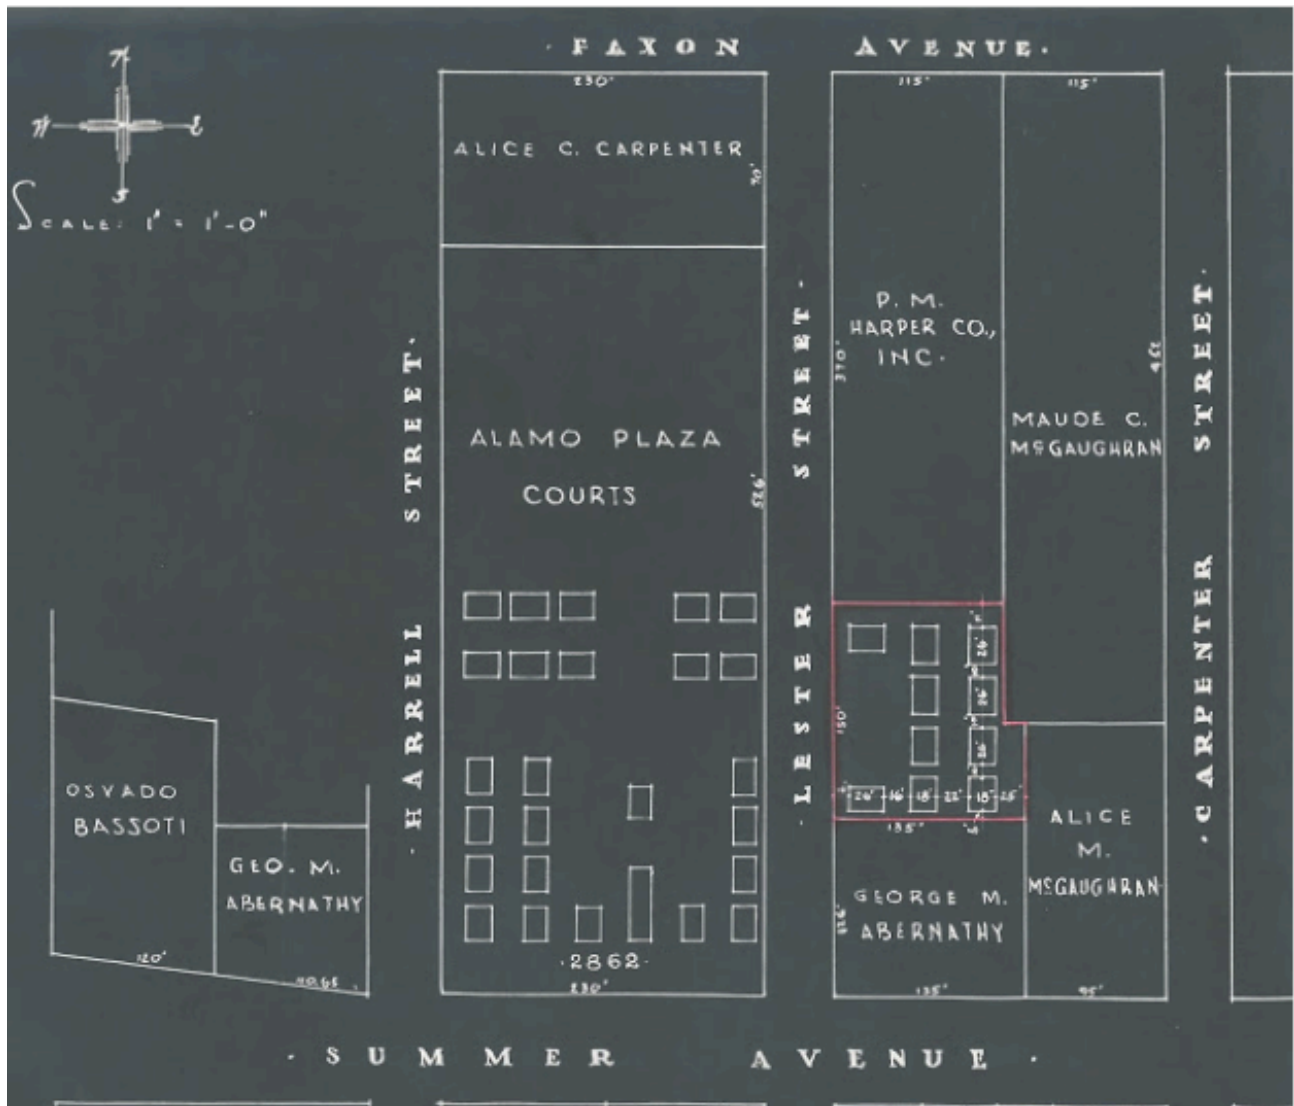 · FAXON AVENUE ·
N
W
E
S
SCALE: 1" = 1'-0"
230'
115'
115'
ALICE C. CARPENTER
70'
P. M.
HARPER CO.,
INC.
370'
MAUDE C.
McGAUGHRAN
ALAMO PLAZA
COURTS
· HARRELL STREET ·
· LESTER STREET ·
· CARPENTER STREET ·
26'
26'
26'
150'
26' 16' 18' 22' 18' 25'
135'
OSVADO
BASSOTI
GEO. M.
ABERNATHY
120'
GEORGE M.
ABERNATHY
ALICE
M.
McGAUGHRAN
· 2862 ·
230'
135'
95'
· SUMMER AVENUE ·